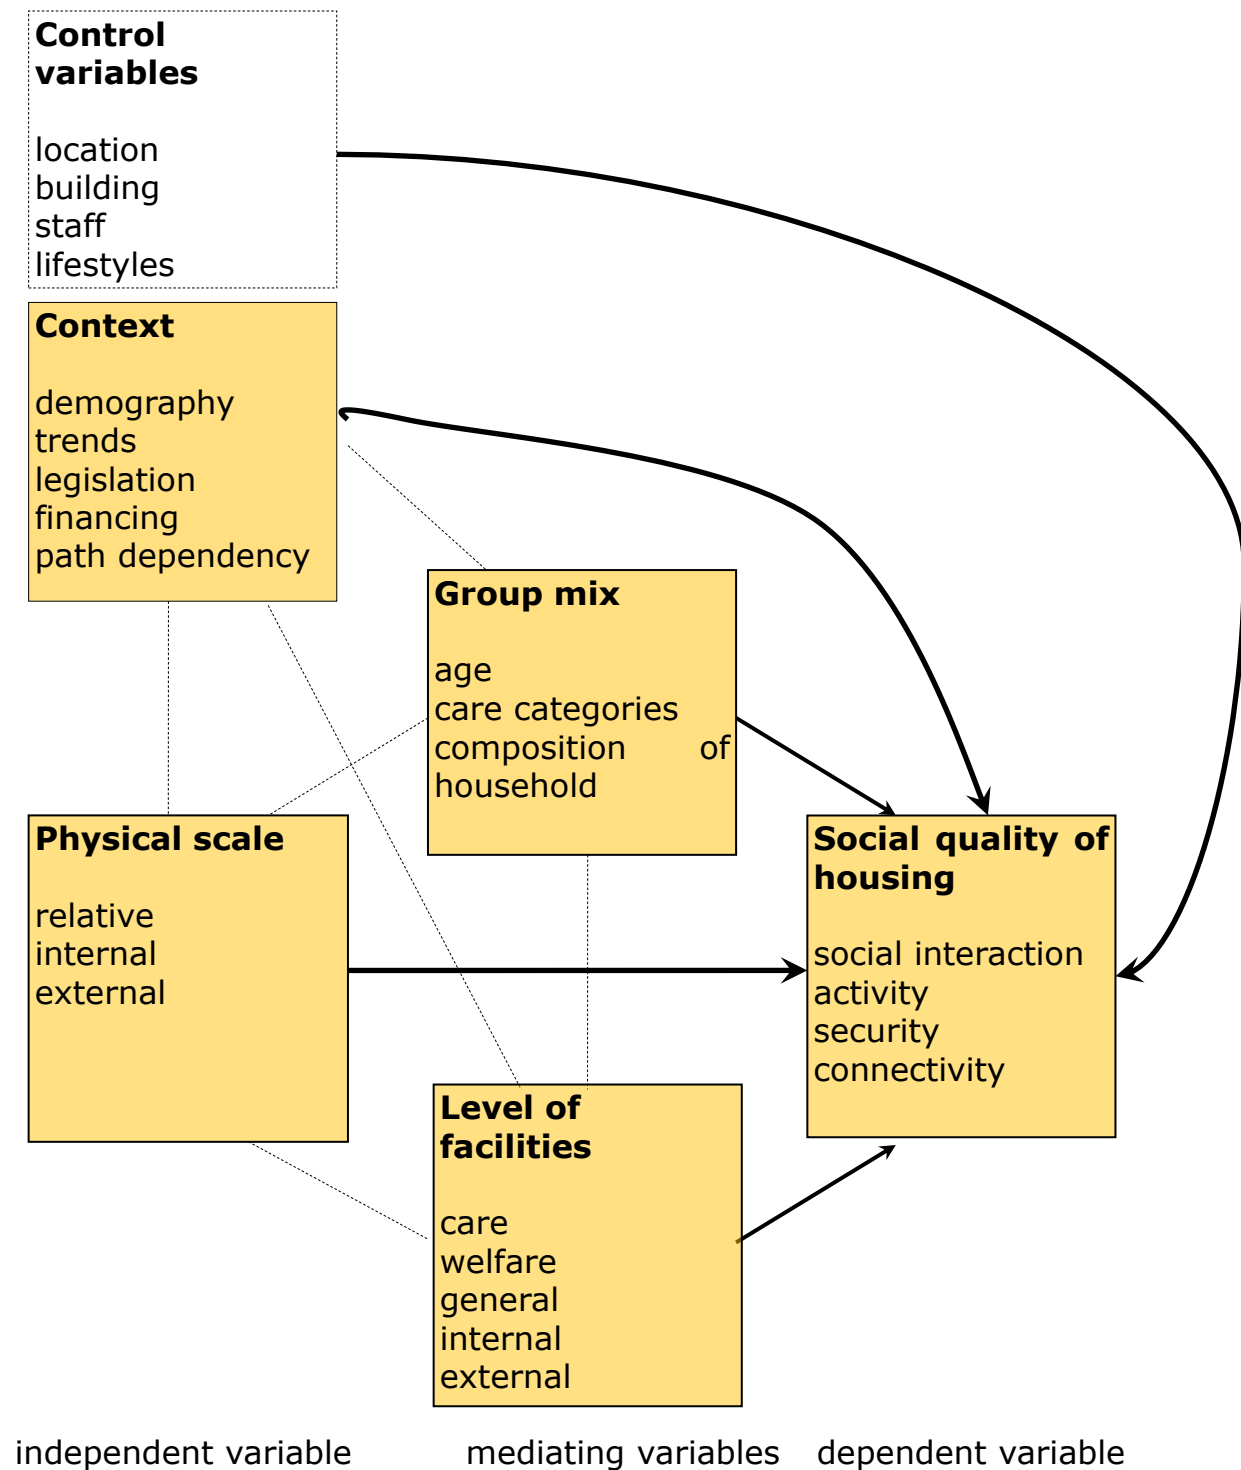 Control
variables
location
building
staff
lifestyles
Context
demography
trends
legislation
financing
path dependency
Group mix
age
care categories
composition of
household
Physical scale
relative
internal
external
Social quality of
housing
social interaction
activity
security
connectivity
Level of
facilities
care
welfare
general
internal
external
independent variable mediating variables dependent variable